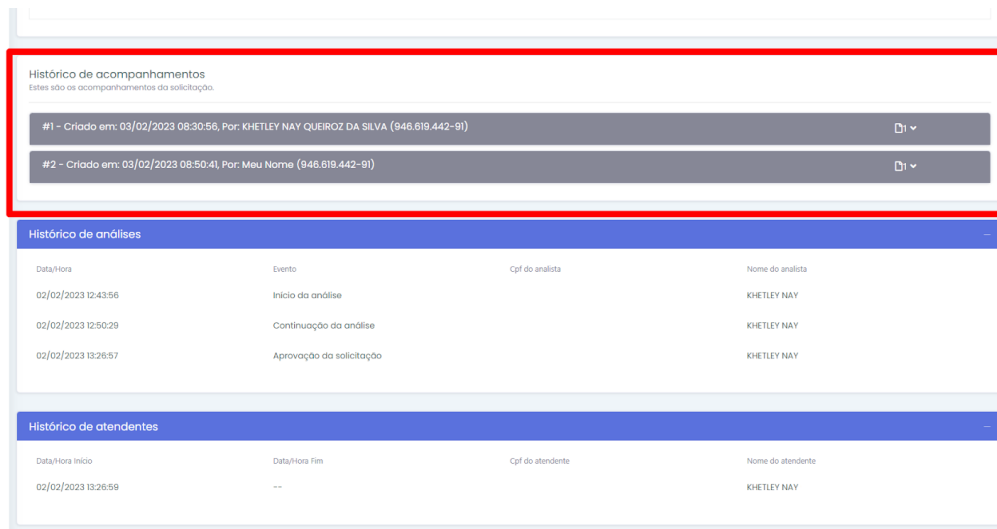 Histórico de acompanhamentos
Estes são os acompanhamentos da solicitação.
#1 - Criado em: 03/02/2023 08:30:56, Por: KHETLEY NAY QUEIROZ DA SILVA (946.619.442-91) 1
#2 - Criado em: 03/02/2023 08:50:41, Por: Meu Nome (946.619.442-91) 1
Histórico de análises
Data/Hora Evento Cpf do analista Nome do analista
02/02/2023 12:43:56 Início da análise KHETLEY NAY
02/02/2023 12:50:29 Continuação da análise KHETLEY NAY
02/02/2023 13:26:57 Aprovação da solicitação KHETLEY NAY
Histórico de atendentes
Data/Hora Início Data/Hora Fim Cpf do atendente Nome do atendente
02/02/2023 13:26:59 -- KHETLEY NAY